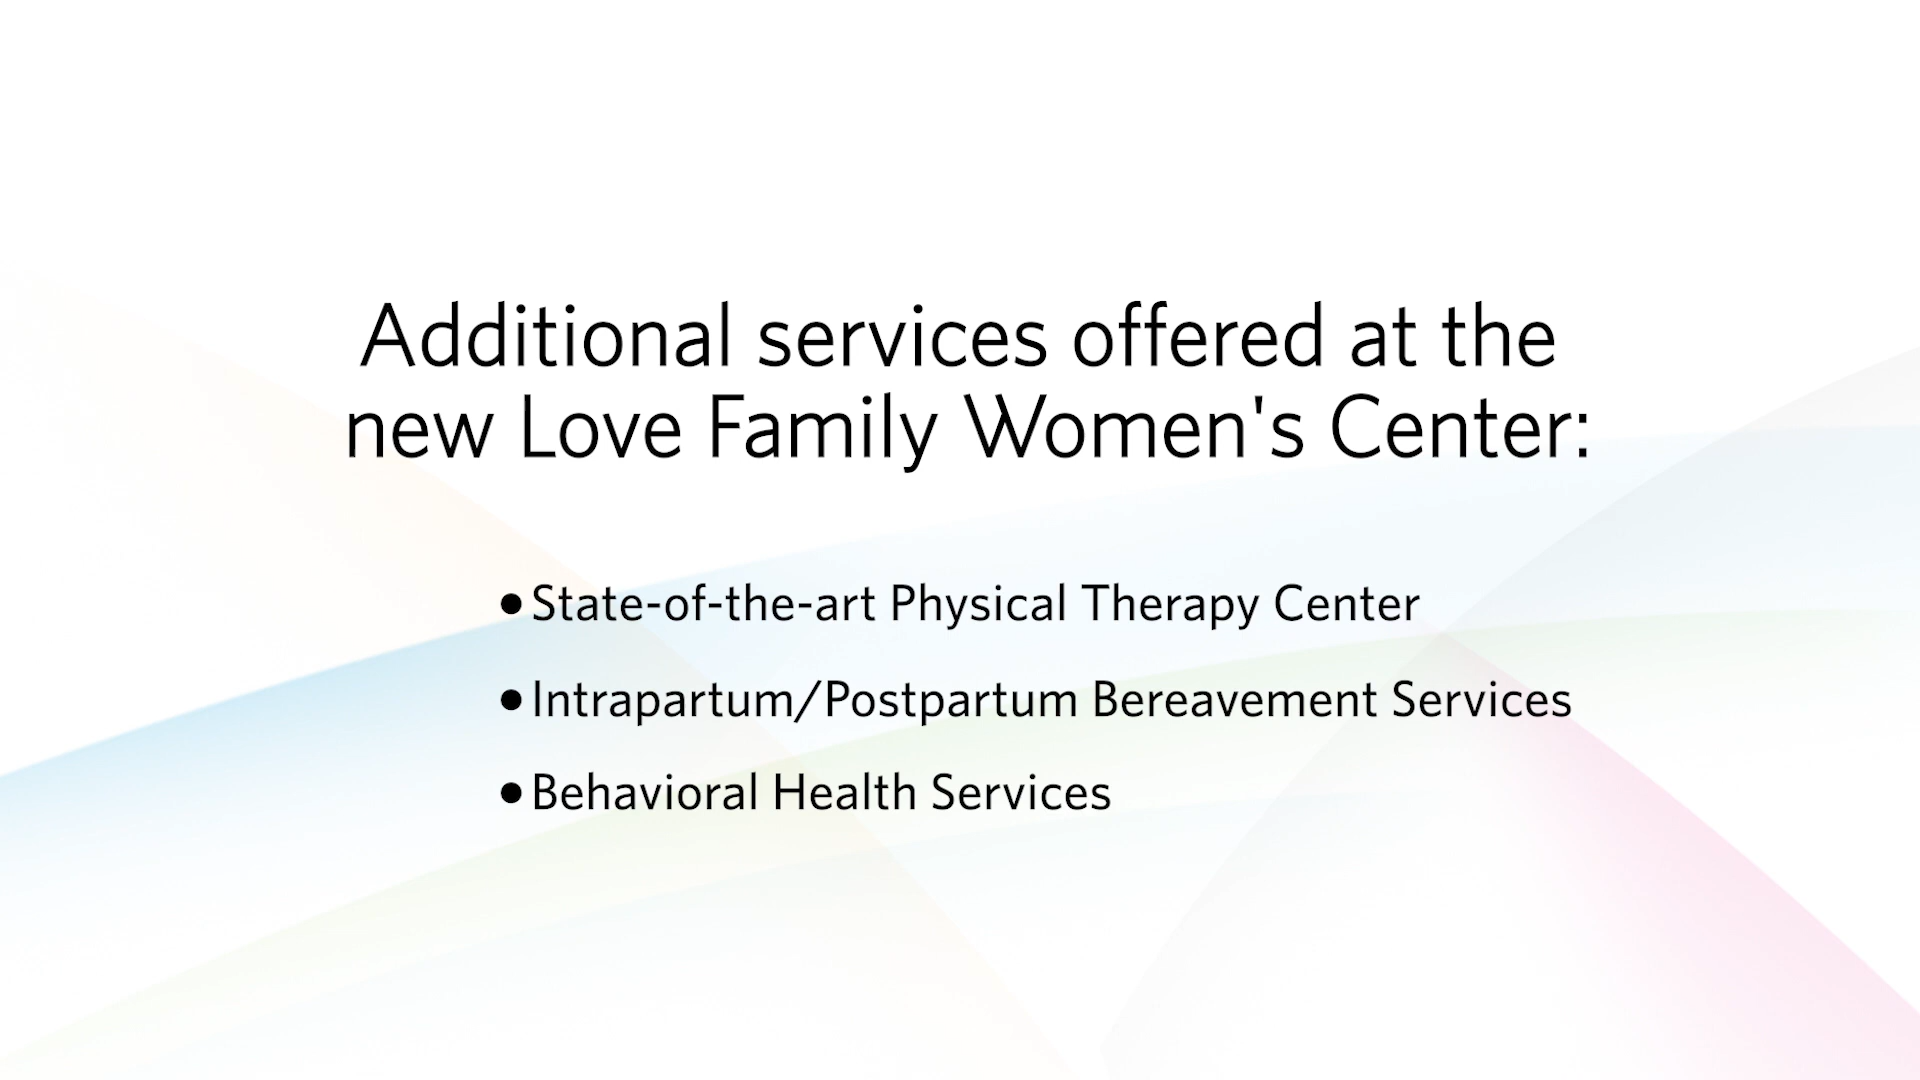 Additional services offered at the
new Love Family Women's Center:
•State-of-the-art Physical Therapy Center
•Intrapartum/Postpartum Bereavement Services
•Behavioral Health Services